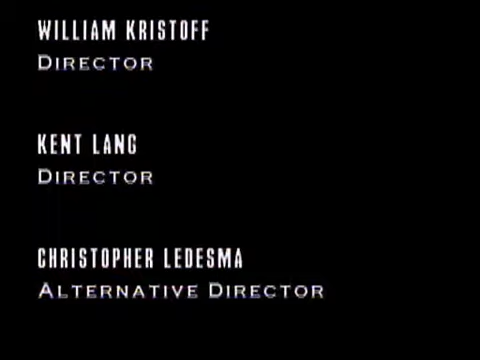 WILLIAM KRISTOFF
DIRECTOR
KENT LANG
DIRECTOR
CHRISTOPHER LEDESMA
ALTERNATIVE DIRECTOR